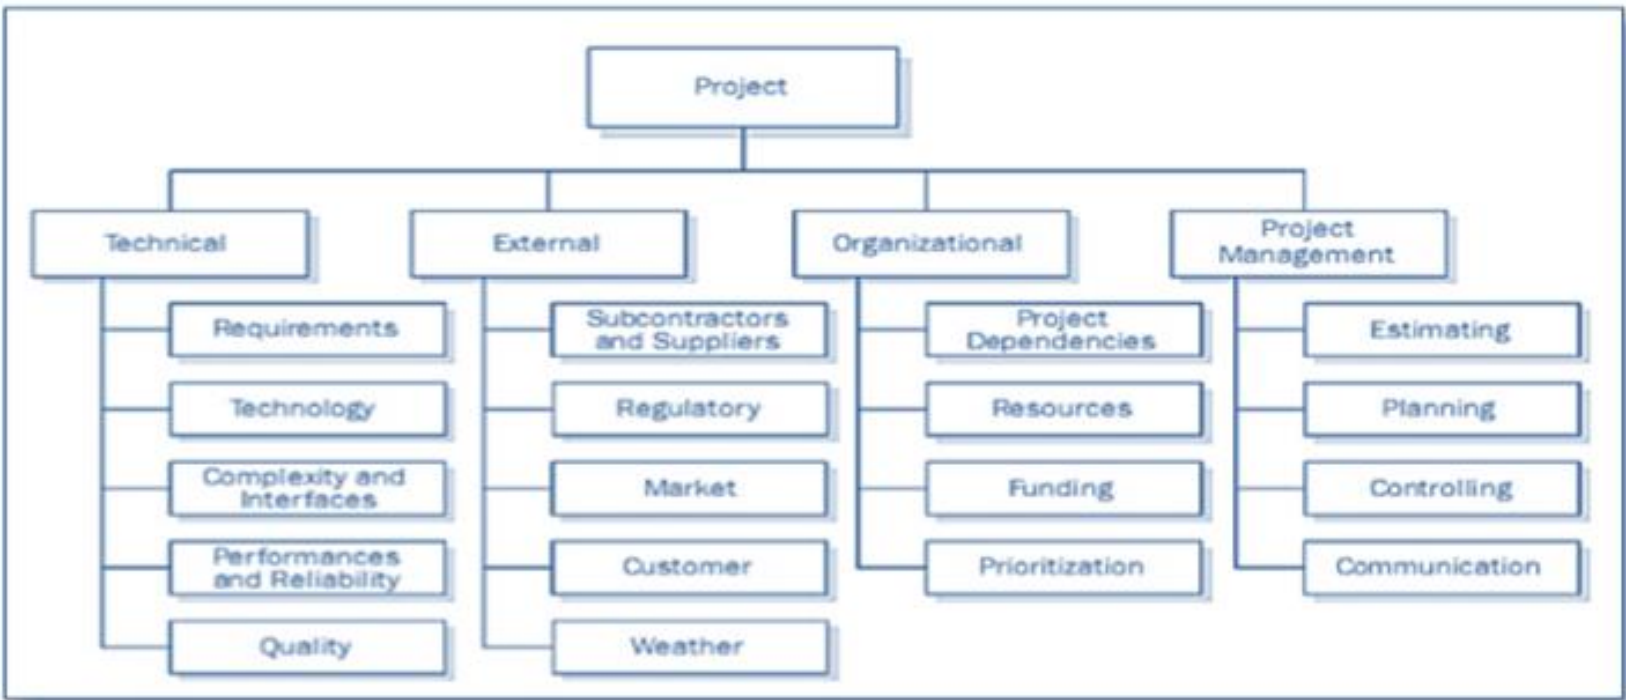 Project
Technical
External
Organizational
Project
Management
Requirements
Technology
Complexity and
Interfaces
Performances
and Reliability
Quality
Subcontractors
and Suppliers
Regulatory
Market
Customer
Weather
Project
Dependencies
Resources
Funding
Prioritization
Estimating
Planning
Controlling
Communication